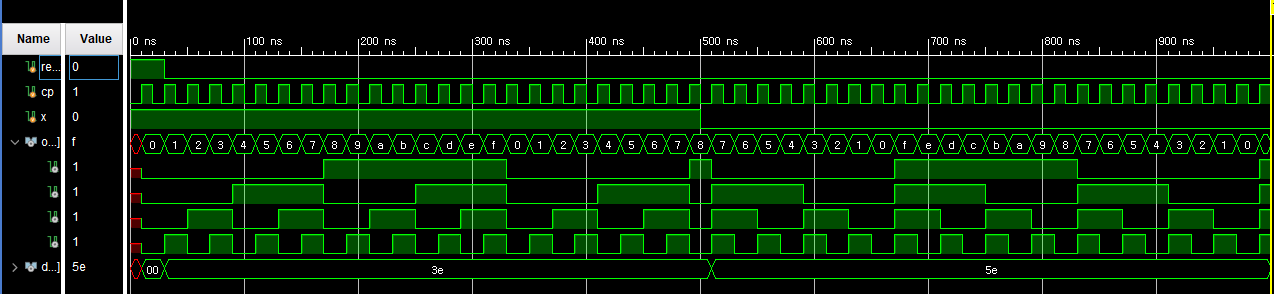 Name Value
0 ns 100 ns 200 ns 300 ns 400 ns 500 ns 600 ns 700 ns 800 ns 900 ns
re... 0
cp 1
x 0
o...] f 0 1 2 3 4 5 6 7 8 9 a b c d e f 0 1 2 3 4 5 6 7 8 7 6 5 4 3 2 1 0 f e d c b a 9 8 7 6 5 4 3 2 1 0
1
1
1
1
d...] 5e 00 3e 5e